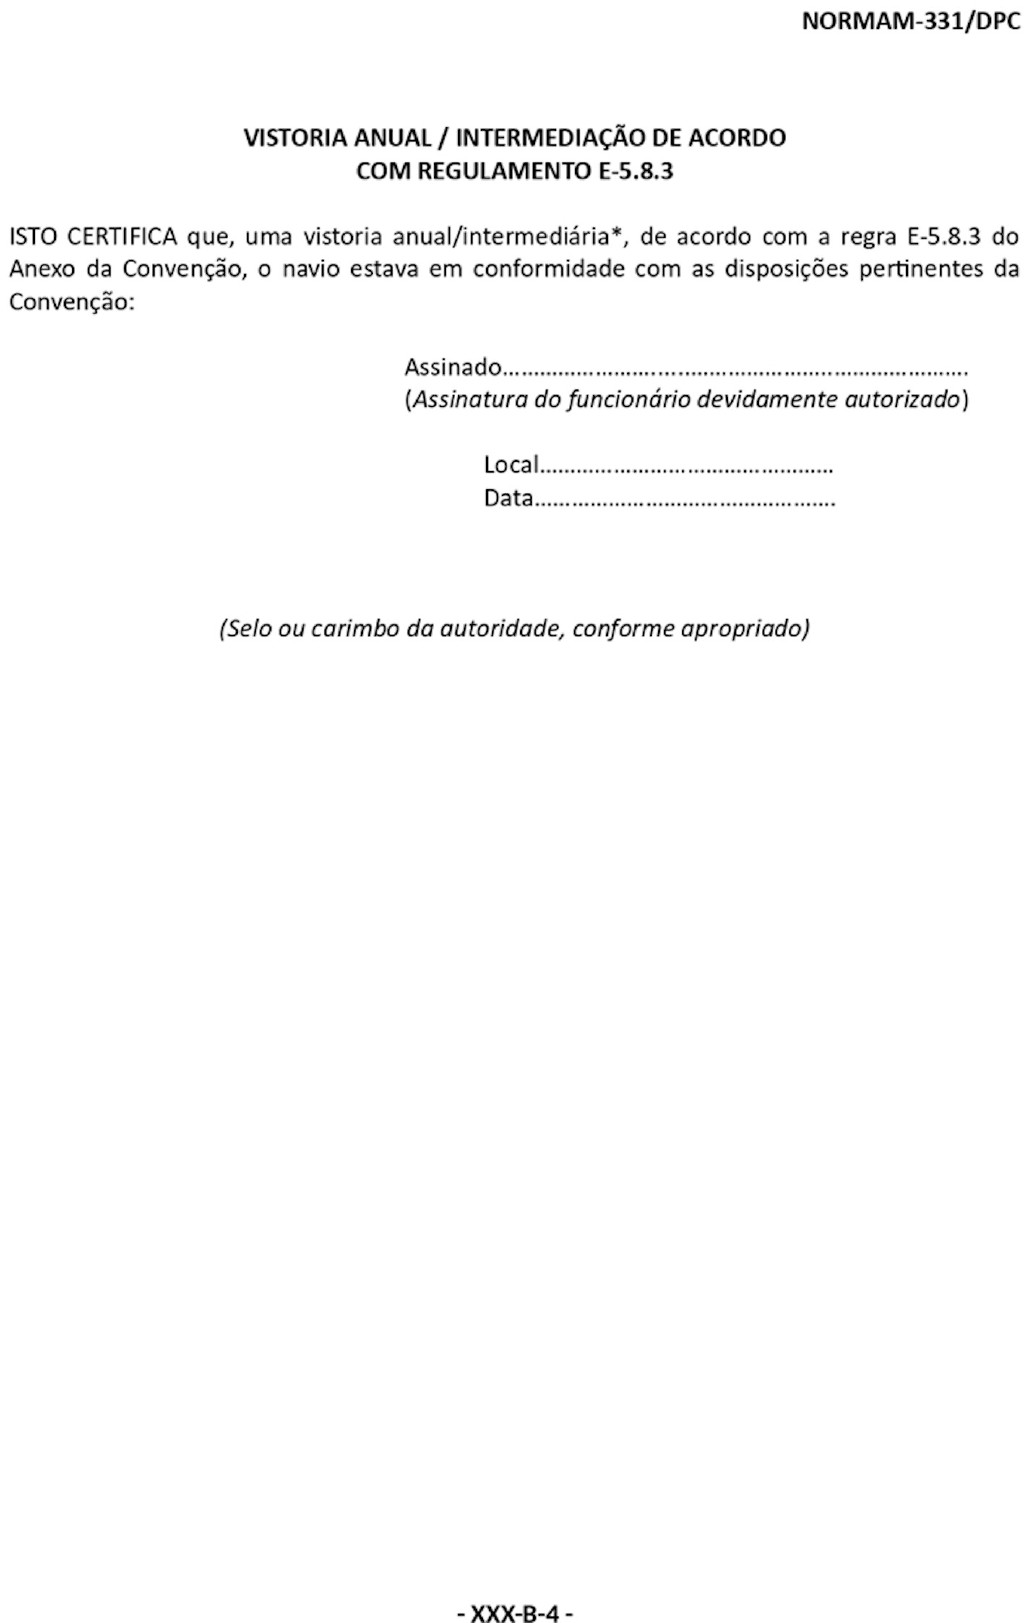 NORMAM-331/DPC
VISTORIA ANUAL / INTERMEDIAÇÃO DE ACORDO
COM REGULAMENTO E-5.8.3
ISTO CERTIFICA que, uma vistoria anual/intermediária*, de acordo com a regra E-5.8.3 do
Anexo da Convenção, o navio estava em conformidade com as disposições pertinentes da
Convenção:
Assinado............................................................................
(Assinatura do funcionário devidamente autorizado)
Local................................................
Data.................................................
(Selo ou carimbo da autoridade, conforme apropriado)
- XXX-B-4 -